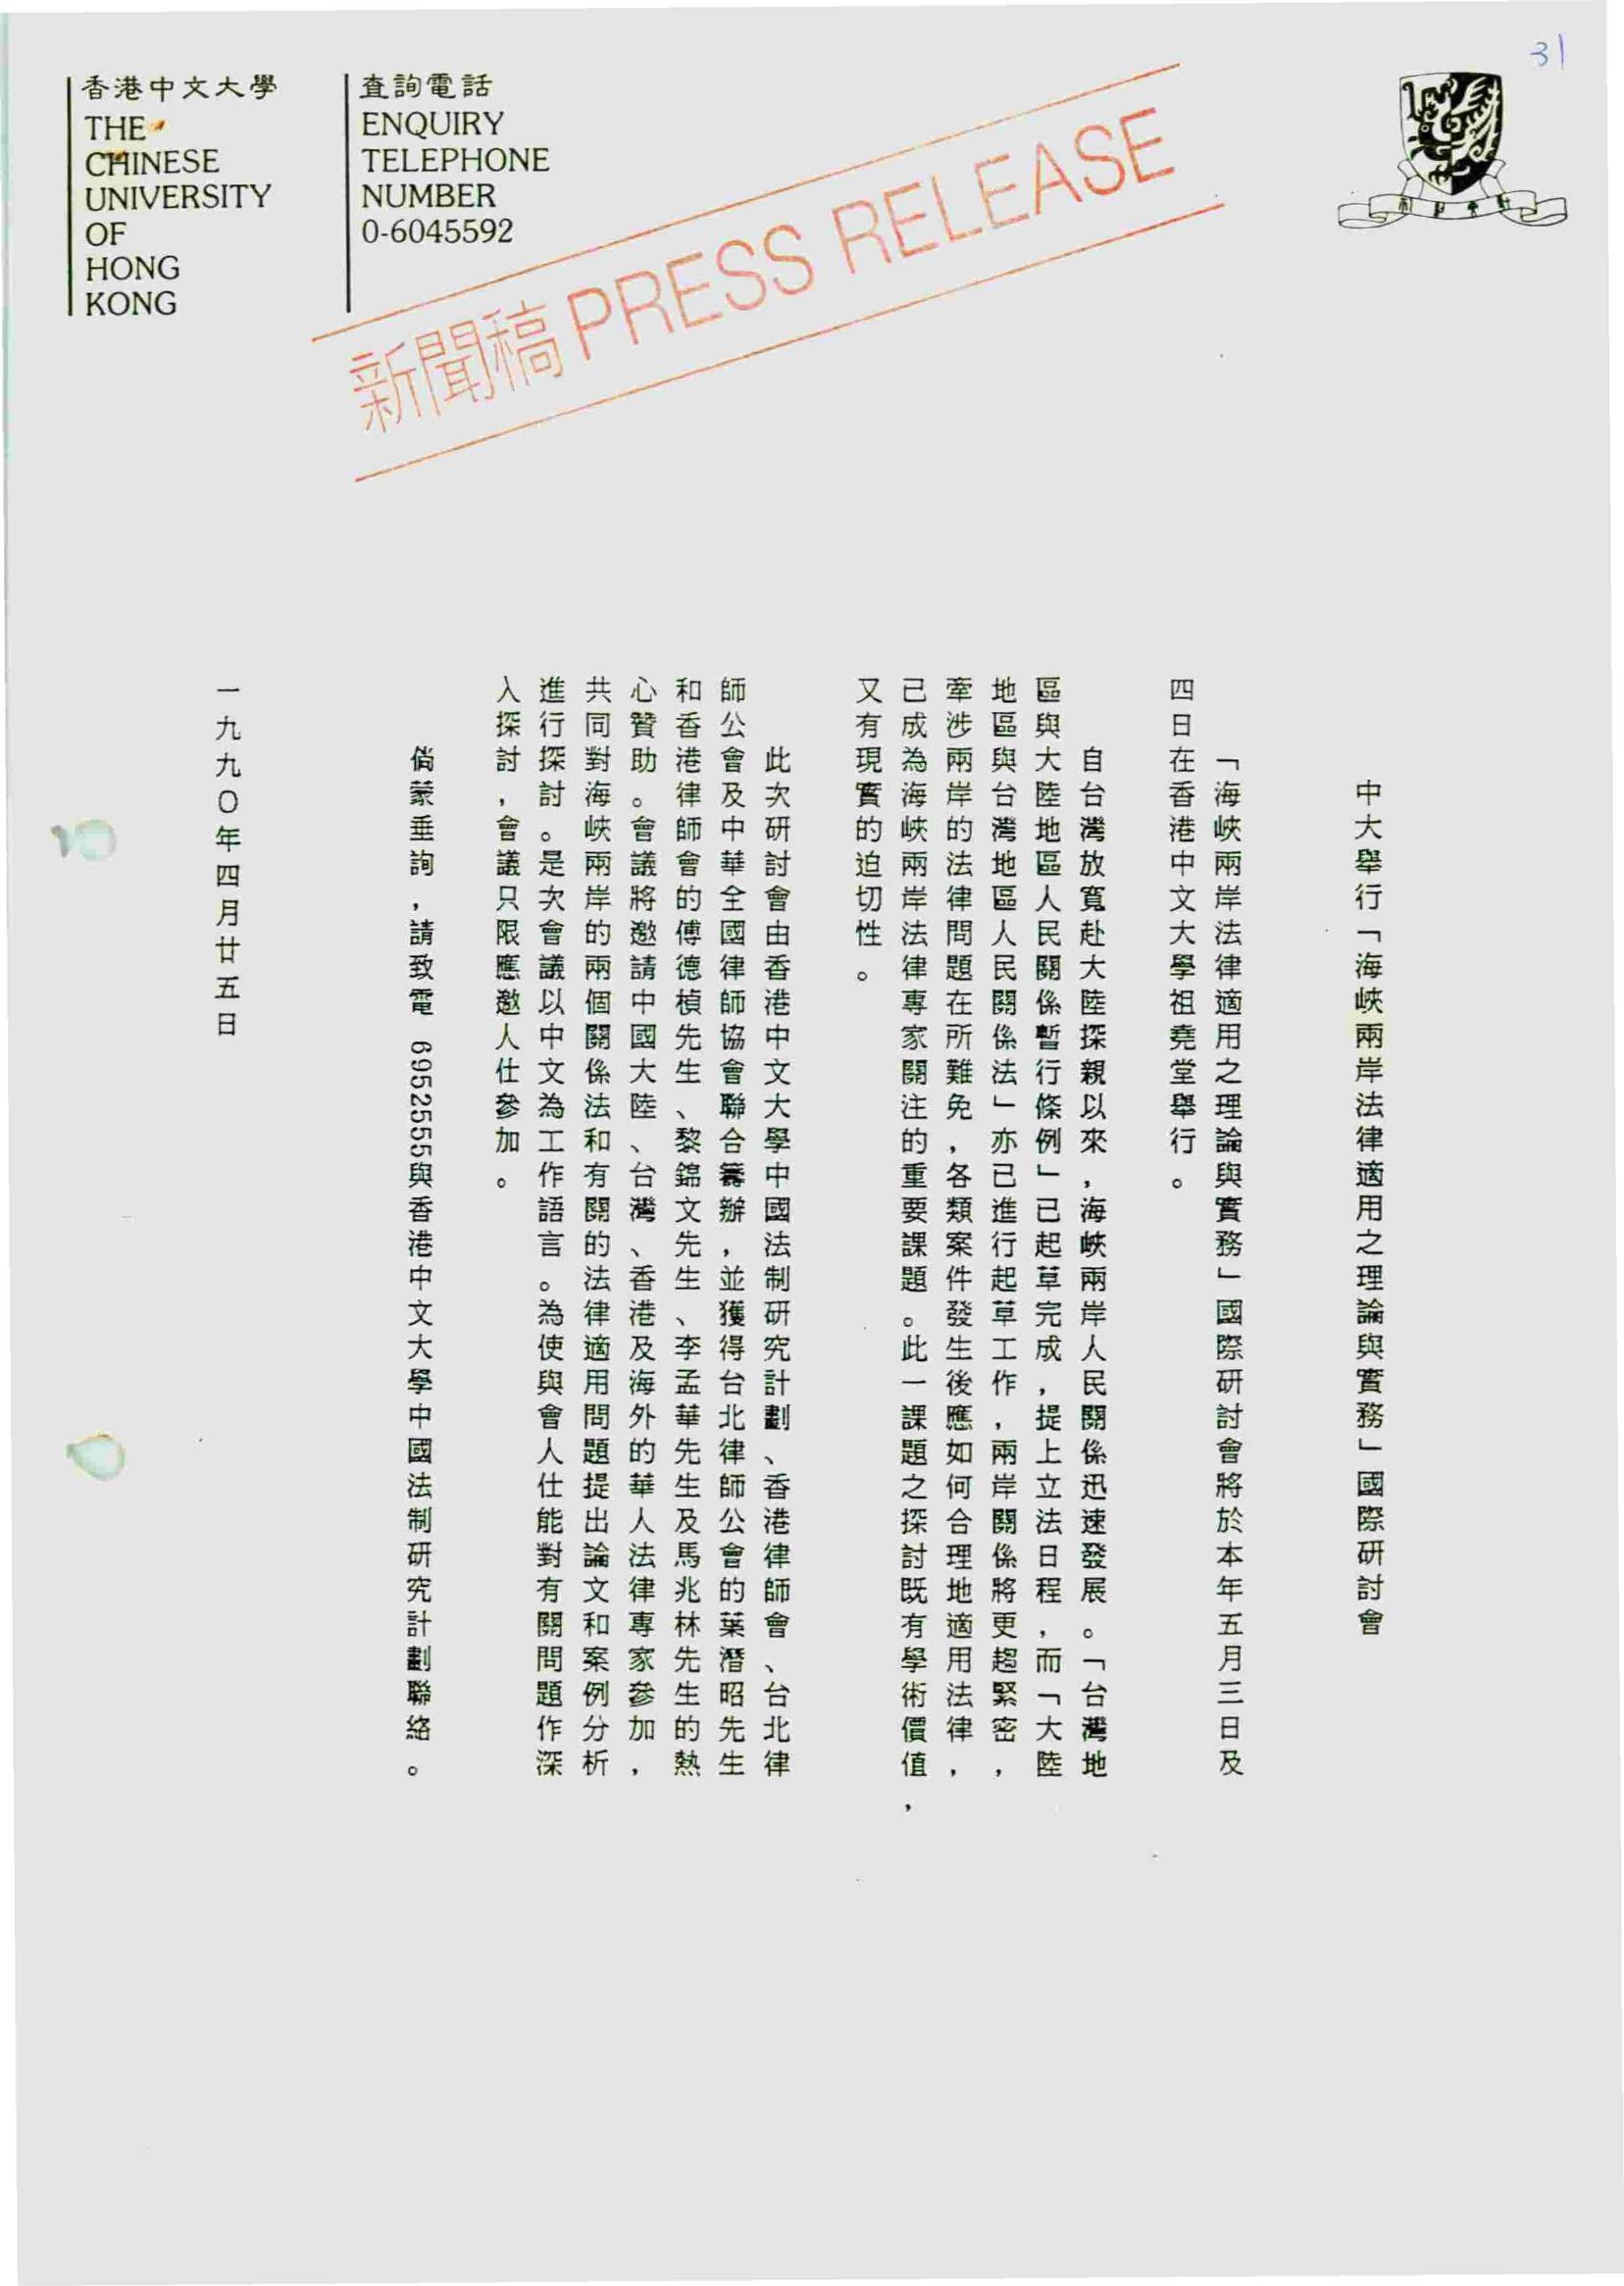 31
香港中文大學
THE
CHINESE
UNIVERSITY
OF
HONG
KONG
查詢電話
ENQUIRY
TELEPHONE
NUMBER
0-6045592
新聞稿 PRESS RELEASE
中大舉行「海峽兩岸法律適用之理論與實務」國際研討會
「海峽兩岸法律適用之理論與實務」國際研討會將於本年五月三日及
四日在香港中文大學祖堯堂舉行。
自台灣放寬赴大陸探親以來,海峽兩岸人民關係迅速發展。「台灣地
區與大陸地區人民關係暫行條例」已起草完成,提上立法日程,而「大陸
地區與台灣地區人民關係法」亦已進行起草工作,兩岸關係將更趨緊密,
牽涉兩岸的法律問題在所難免,各類案件發生後應如何合理地適用法律,
已成為海峽兩岸法律專家關注的重要課題。此一課題之探討既有學術價值,
又有現實的迫切性。
此次研討會由香港中文大學中國法制研究計劃、香港律師會、台北律
師公會及中華全國律師協會聯合籌辦,並獲得台北律師公會的葉潛昭先生
和香港律師會的傅德楨先生、黎錦文先生、李孟華先生及馬兆林先生的熱
心贊助。會議將邀請中國大陸、台灣、香港及海外的華人法律專家參加,
共同對海峽兩岸的兩個關係法和有關的法律適用問題提出論文和案例分析
進行探討。是次會議以中文為工作語言。為使與會人仕能對有關問題作深
入探討,會議只限應邀人仕參加。
倘蒙垂詢,請致電 6952555與香港中文大學中國法制研究計劃聯絡。
一九九〇年四月廿五日